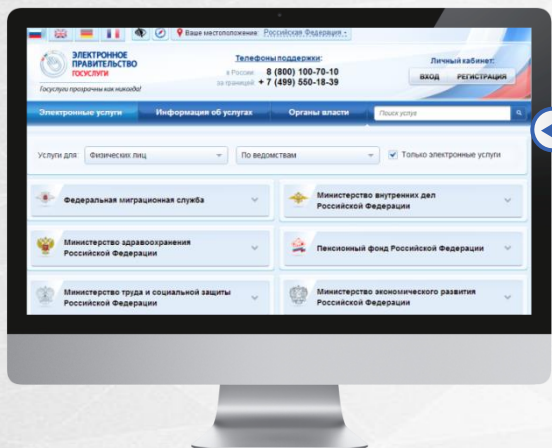 Ваше местоположение: Российская Федерация
ЭЛЕКТРОННОЕ
ПРАВИТЕЛЬСТВО
ГОСУСЛУГИ
Госуслуги прозрачны как никогда!
Телефоны поддержки:
в России 8 (800) 100-70-10
за границей + 7 (499) 550-18-39
Личный кабинет:
ВХОД РЕГИСТРАЦИЯ
Электронные услуги Информация об услугах Органы власти Поиск услуг
Услуги для: Физических лиц По ведомствам Только электронные услуги
Федеральная миграционная служба
Министерство внутренних дел
Российской Федерации
Министерство здравоохранения
Российской Федерации
Пенсионный фонд Российской Федерации
Министерство труда и социальной защиты
Российской Федерации
Министерство экономического развития
Российской Федерации